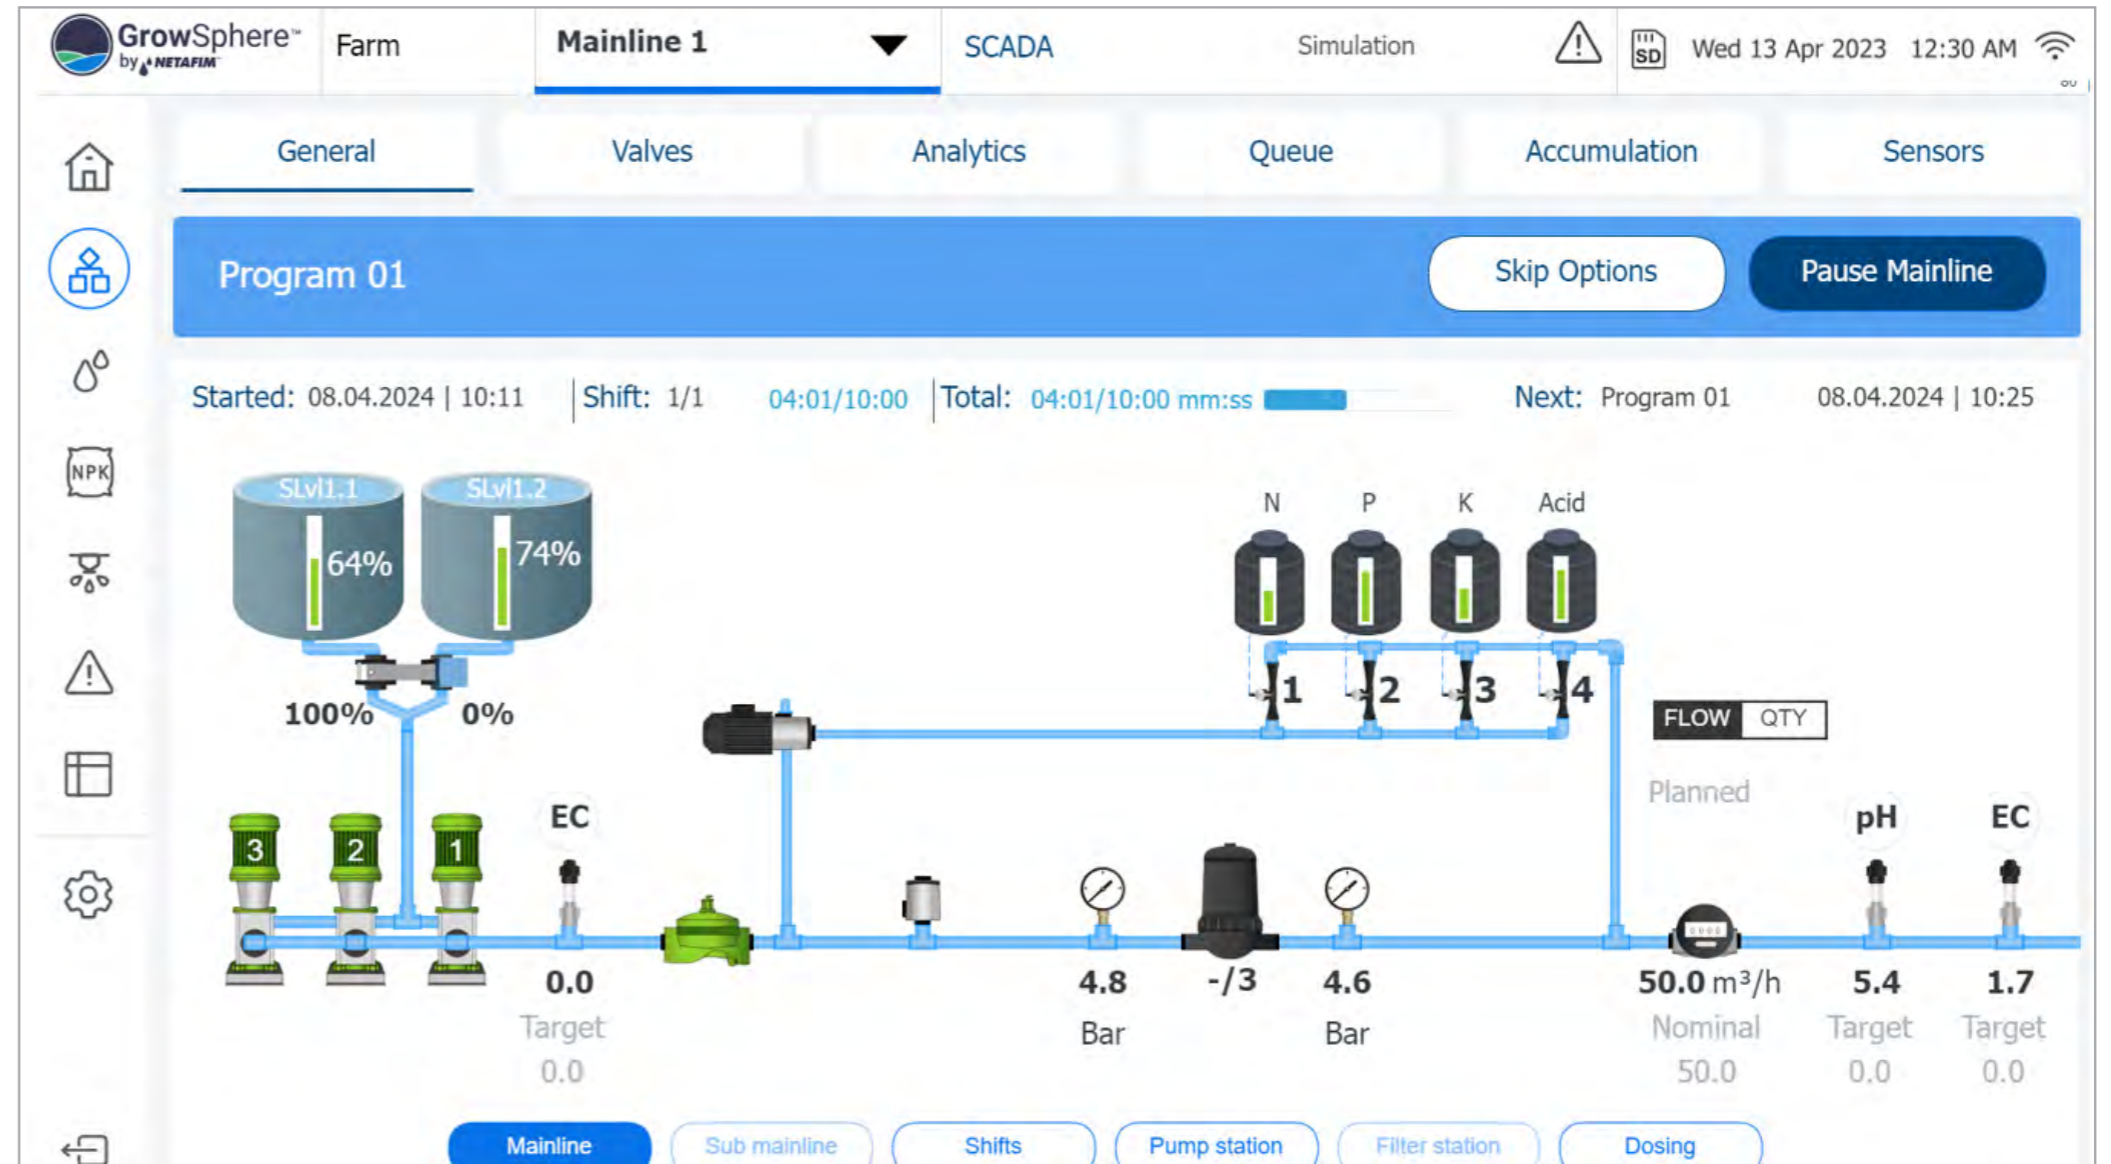 GrowSphere™
by NETAFIM™
Farm
Mainline 1
SCADA
Simulation
SD
Wed 13 Apr 2023 12:30 AM
General
Valves
Analytics
Queue
Accumulation
Sensors
Program 01
Skip Options
Pause Mainline
NPK
Started: 08.04.2024 | 10:11
Shift: 1/1
04:01/10:00
Total: 04:01/10:00 mm:ss
Next: Program 01
08.04.2024 | 10:25
SLvl1.1
SLvl1.2
64%
74%
N
P
K
Acid
1
2
3
4
100%
0%
FLOW
QTY
Planned
3
2
1
EC
pH
EC
0.0
Target
0.0
4.8
Bar
-/3
4.6
Bar
50.0 m³/h
Nominal
50.0
5.4
Target
0.0
1.7
Target
0.0
Mainline
Sub mainline
Shifts
Pump station
Filter station
Dosing